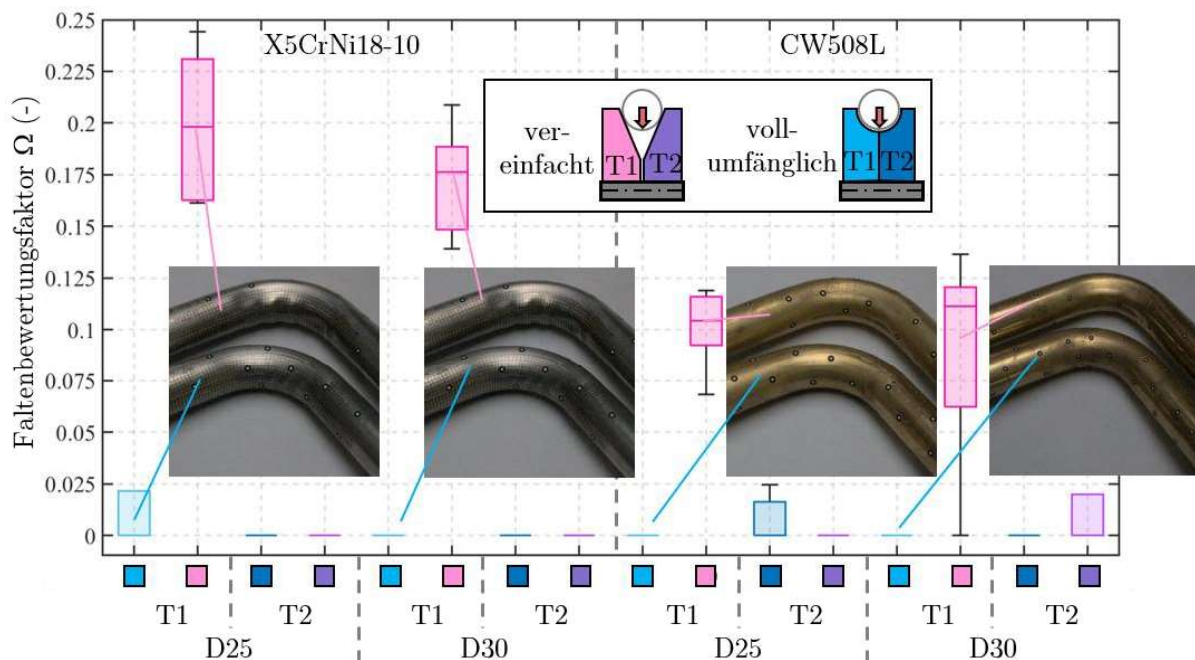 0.25
0.225
0.2
0.175
0.15
0.125
0.1
0.075
0.05
0.025
0
Faltenbewertungsfaktor Ω (-)
X5CrNi18-10
CW508L
ver-
einfacht
T1 T2
voll-
umfänglich
T1 T2
T1 T2 T1 T2 T1 T2 T1 T2
D25 D30 D25 D30